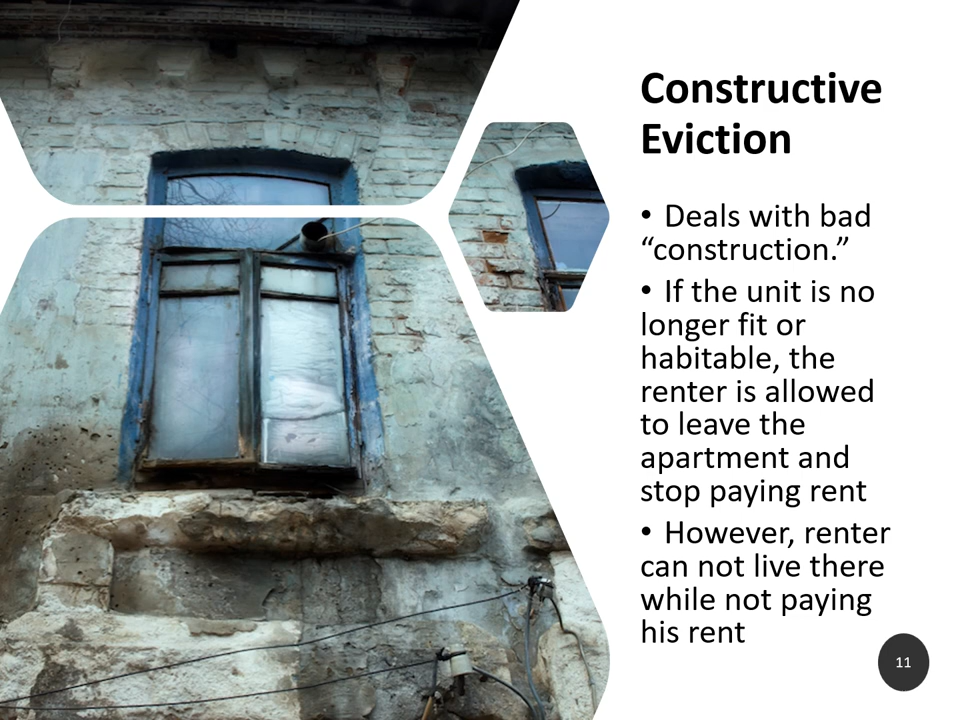 Constructive
Eviction
• Deals with bad
“construction.”
• If the unit is no
longer fit or
habitable, the
renter is allowed
to leave the
apartment and
stop paying rent
• However, renter
can not live there
while not paying
his rent
11